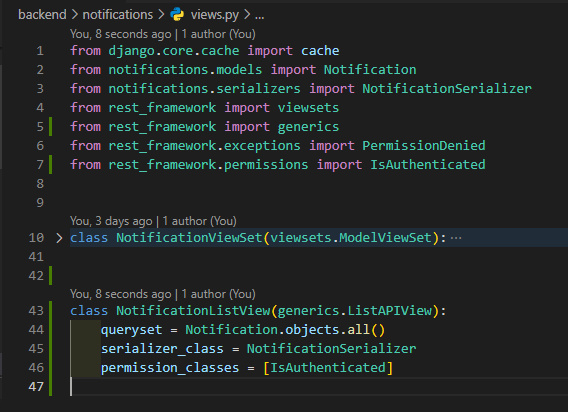 backend > notifications > views.py > ...
You, 8 seconds ago | 1 author (You)
1 from django.core.cache import cache
2 from notifications.models import Notification
3 from notifications.serializers import NotificationSerializer
4 from rest_framework import viewsets
5 from rest_framework import generics
6 from rest_framework.exceptions import PermissionDenied
7 from rest_framework.permissions import IsAuthenticated
8
9
You, 3 days ago | 1 author (You)
10 > class NotificationViewSet(viewsets.ModelViewSet): ...
41
42
You, 8 seconds ago | 1 author (You)
43 class NotificationListView(generics.ListAPIView):
44     queryset = Notification.objects.all()
45     serializer_class = NotificationSerializer
46     permission_classes = [IsAuthenticated]
47